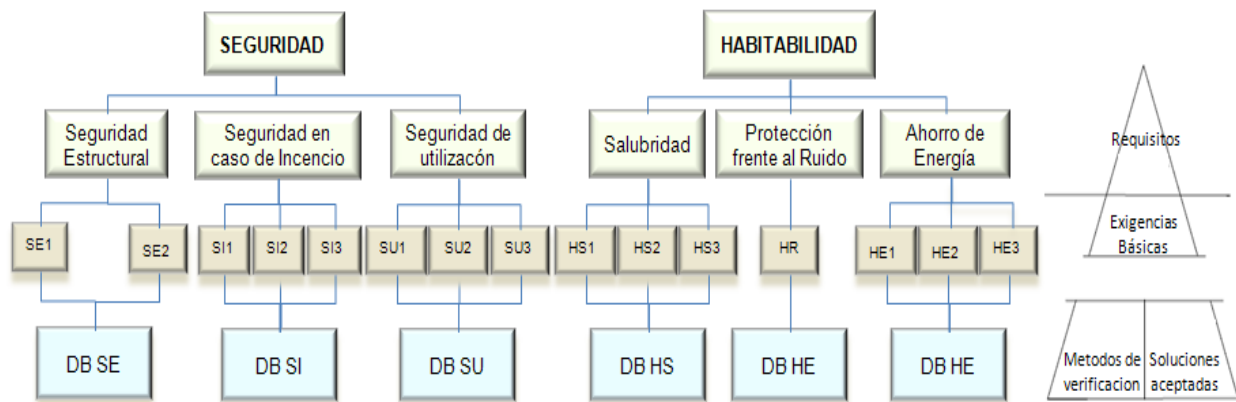 SEGURIDAD
HABITABILIDAD
Seguridad
Estructural
Seguridad en
caso de Incencio
Seguridad de
utilizacón
Salubridad
Protección
frente al Ruido
Ahorro de
Energía
Requisitos
SE1
SE2
SI1
SI2
SI3
SU1
SU2
SU3
HS1
HS2
HS3
HR
HE1
HE2
HE3
Exigencias
Básicas
DB SE
DB SI
DB SU
DB HS
DB HE
DB HE
Metodos de
verificacion
Soluciones
aceptadas